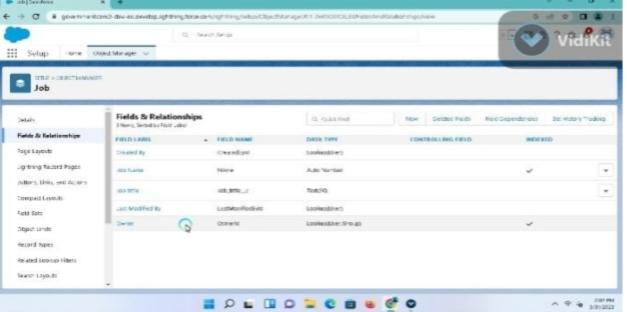 Job | Salesforce
Search Setup
VidiKit
Setup Home Object Manager
SETUP > OBJECT MANAGER
Job
Details
Fields & Relationships
Page Layouts
Lightning Record Pages
Buttons, Links, and Actions
Compact Layouts
Field Sets
Object Limits
Record Types
Related Lookup Filters
Search Layouts
Fields & Relationships
5 Items, Sorted by Field Label
Quick Find
New
Deleted Fields
Field Dependencies
Set History Tracking
FIELD LABEL FIELD NAME DATA TYPE CONTROLLING FIELD INDEXED
Created By CreatedById Lookup(User)
Job Name Name Auto Number
Job title Job_title__c
Last Modified By LastModifiedById Lookup(User)
Owner OwnerId Lookup(User,Group)
2:07 PM